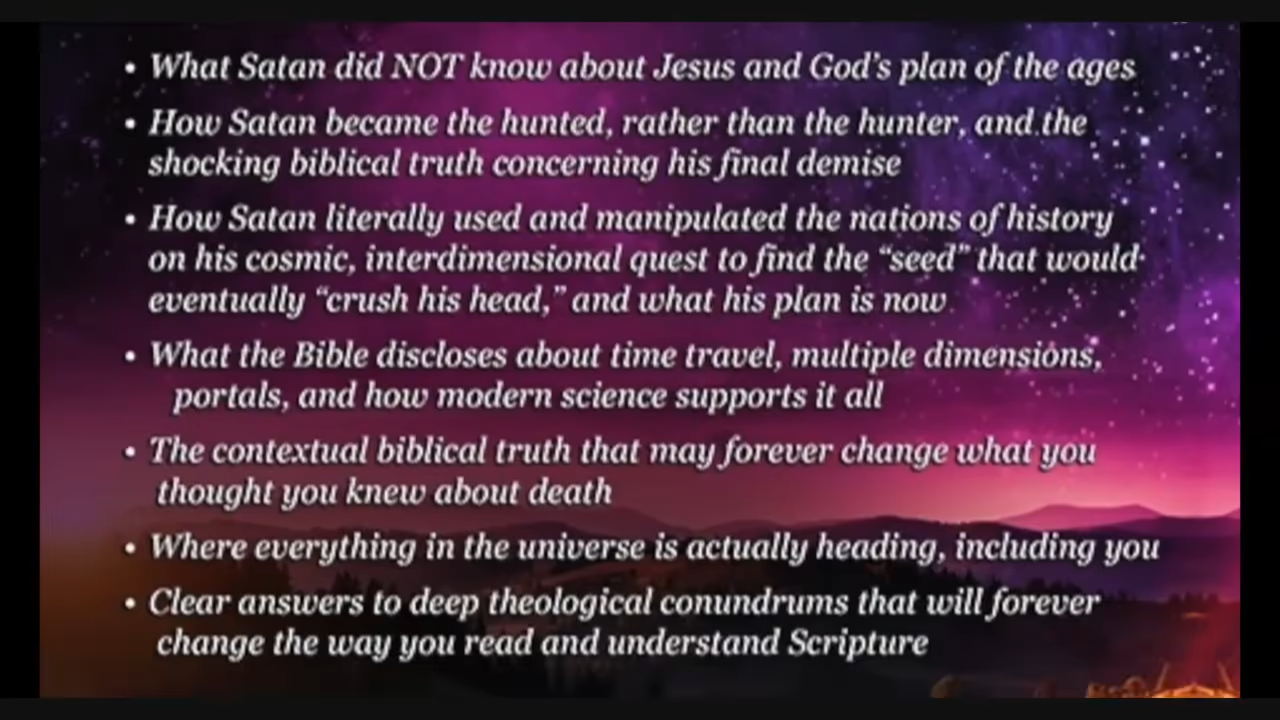 • What Satan did NOT know about Jesus and God's plan of the ages
• How Satan became the hunted, rather than the hunter, and the
shocking biblical truth concerning his final demise
• How Satan literally used and manipulated the nations of history
on his cosmic, interdimensional quest to find the “seed” that would
eventually “crush his head,” and what his plan is now
• What the Bible discloses about time travel, multiple dimensions,
portals, and how modern science supports it all
• The contextual biblical truth that may forever change what you
thought you knew about death
• Where everything in the universe is actually heading, including you
• Clear answers to deep theological conundrums that will forever
change the way you read and understand Scripture